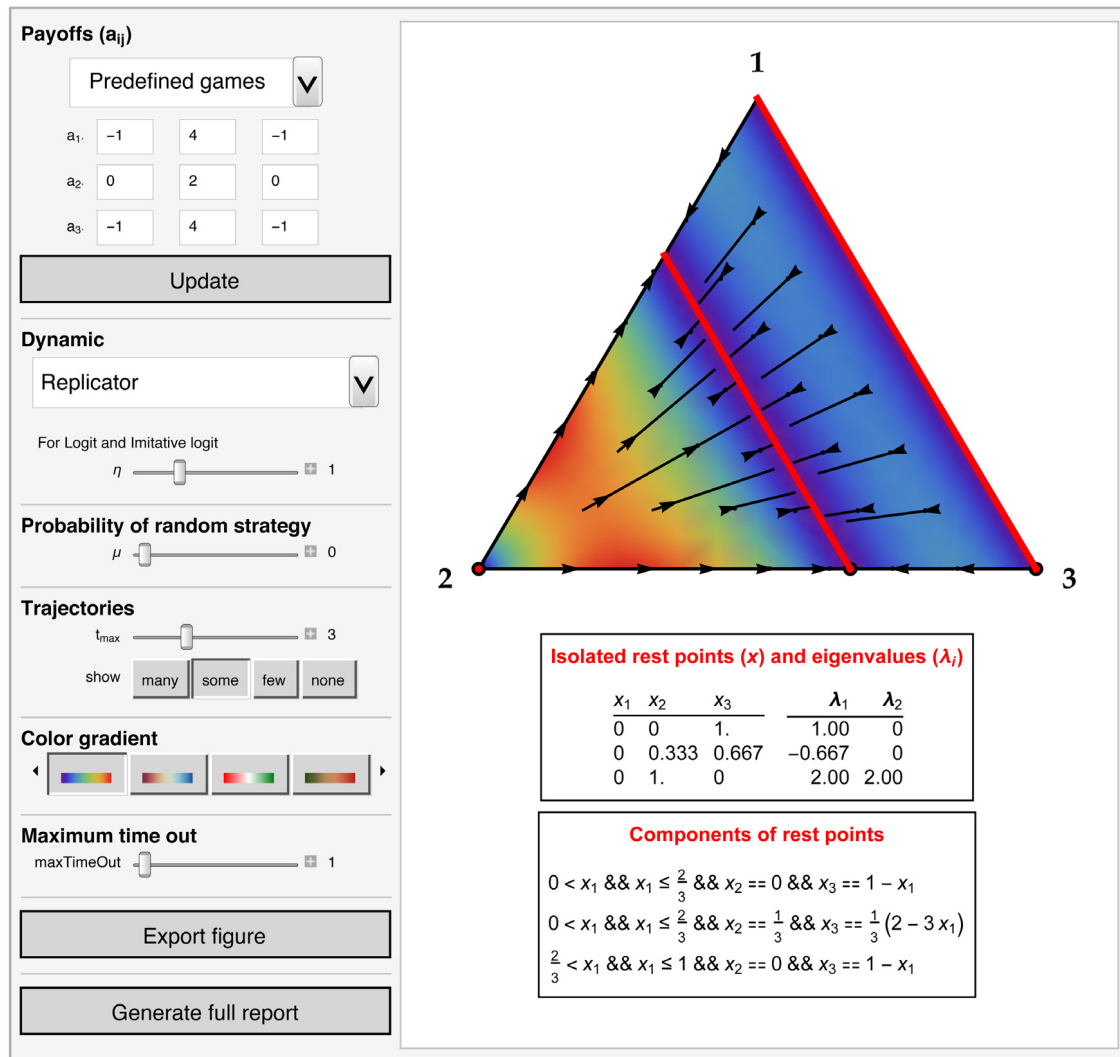 Payoffs (aᵢⱼ)
Predefined games
a₁. −1 4 −1
a₂. 0 2 0
a₃. −1 4 −1
Update
Dynamic
Replicator
For Logit and Imitative logit
η 1
Probability of random strategy
μ 0
Trajectories
tmax 3
show many some few none
Color gradient
Maximum time out
maxTimeOut 1
Export figure
Generate full report
1
2
3
Isolated rest points (x) and eigenvalues (λᵢ)
x₁ x₂ x₃ λ₁ λ₂
0 0 1. 1.00 0
0 0.333 0.667 −0.667 0
0 1. 0 2.00 2.00
Components of rest points
0 < x₁ && x₁ ≤ 2/3 && x₂ == 0 && x₃ == 1 − x₁
0 < x₁ && x₁ ≤ 2/3 && x₂ == 1/3 && x₃ == 1/3 (2 − 3 x₁)
2/3 < x₁ && x₁ ≤ 1 && x₂ == 0 && x₃ == 1 − x₁